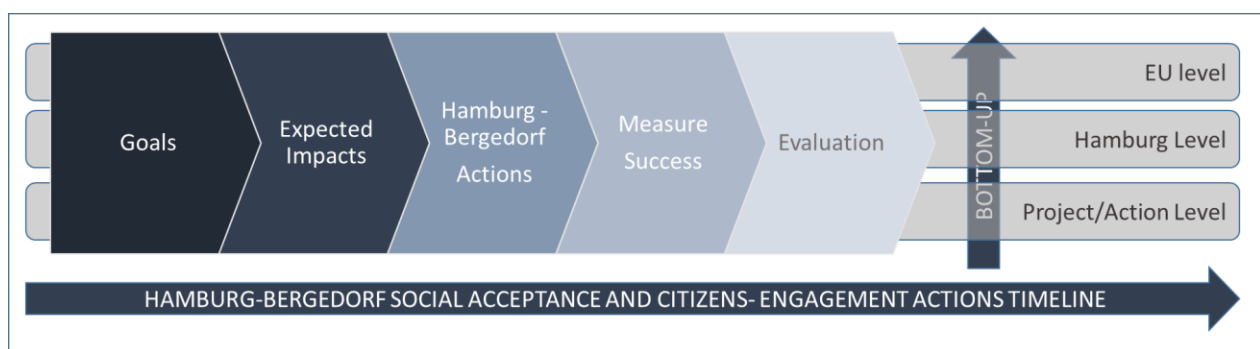 Goals
Expected
Impacts
Hamburg -
Bergedorf
Actions
Measure
Success
Evaluation
BOTTOM-UP
EU level
Hamburg Level
Project/Action Level
HAMBURG-BERGEDORF SOCIAL ACCEPTANCE AND CITIZENS- ENGAGEMENT ACTIONS TIMELINE